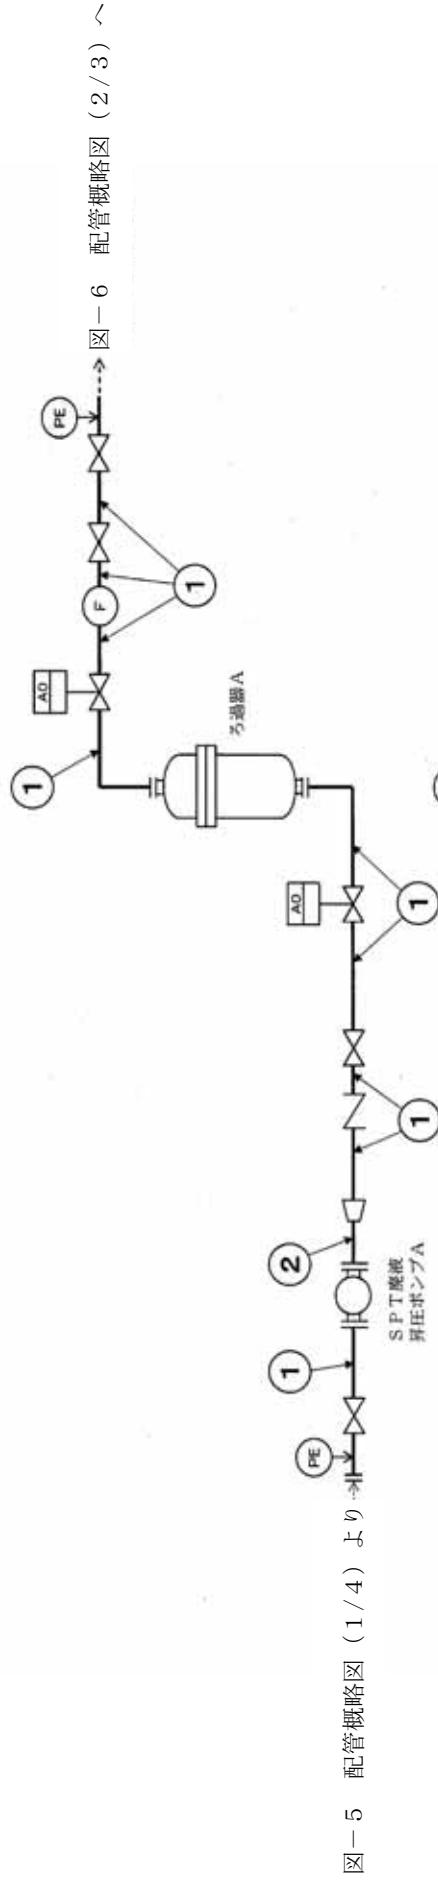 図－5　配管概略図（1/4）より
PE
1
SPT廃液
昇圧ポンプA
2
1
1
AO
ろ過器A
1
AO
F
1
PE
図－6　配管概略図（2/3）へ